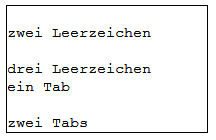 zwei Leerzeichen
drei Leerzeichen
ein Tab
zwei Tabs